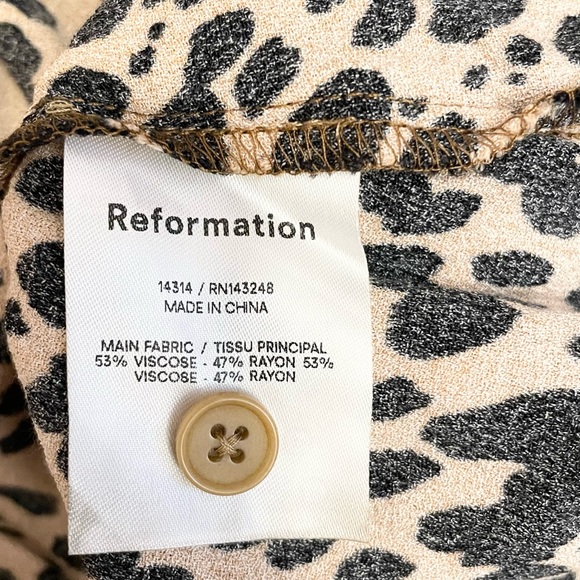 Reformation
14314 / RN143248
MADE IN CHINA
MAIN FABRIC / TISSU PRINCIPAL
53% VISCOSE - 47% RAYON 53%
VISCOSE - 47% RAYON